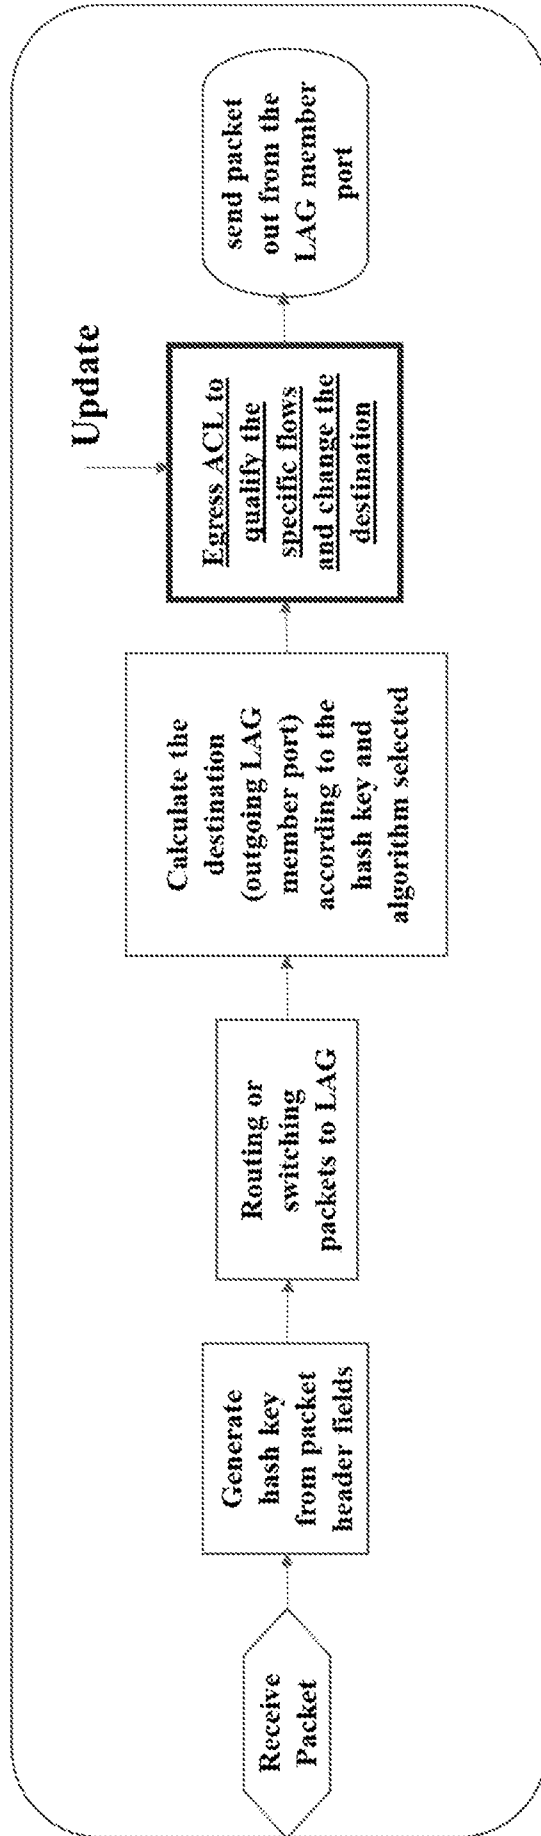 Receive
Packet
Generate
hash key
from packet
header fields
Routing or
switching
packets to LAG
Calculate the
destination
(outgoing LAG
member port)
according to the
hash key and
algorithm selected
Update
Egress ACL to
qualify the
specific flows
and change the
destination
send packet
out from the
LAG member
port